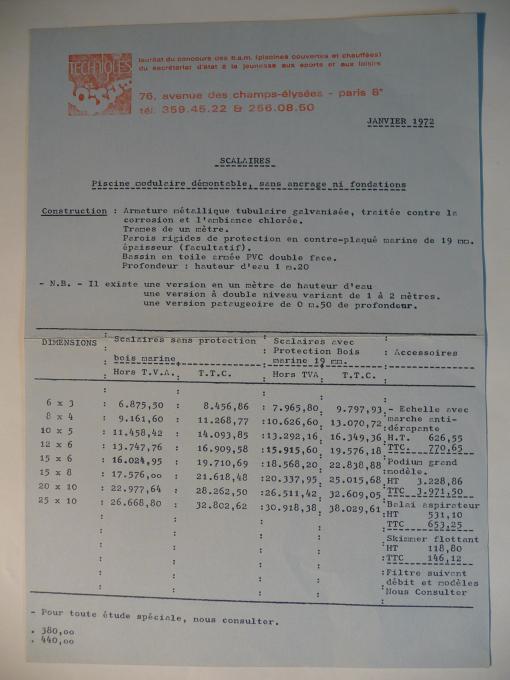 TECHNIQUES
lauréat du concours des b.a.m. (piscines couvertes et chauffées)
du secrétariat d'état à la jeunesse aux sports et aux loisirs
76, avenue des champs-élysées - paris 8e
tél. 359.45.22 & 256.08.50
JANVIER 1972
SCALAIRES
Piscine modulaire démontable, sans ancrage ni fondations
Construction : Armature métallique tubulaire galvanisée, traitée contre la
corrosion et l'ambiance chlorée.
Trames de un mètre.
Parois rigides de protection en contre-plaqué marine de 19 mm.
épaisseur (facultatif).
Bassin en toile armée PVC double face.
Profondeur : hauteur d'eau 1 m.20
- N.B. - Il existe une version en un mètre de hauteur d'eau
une version à double niveau variant de 1 à 2 mètres.
une version pataugeoire de 0 m.50 de profondeur.
DIMENSIONS : Scalaires sans protection : Scalaires avec
: Protection Bois : Accessoires
bois marine : marine 19 mm.
Hors T.V.A. : T.T.C. : Hors TVA : T.T.C.
6 x 3 : 6.875,50 : 8.456,86 : 7.965,80 : 9.797,93 : - Echelle avec
8 x 4 : 9.161,60 : 11.268,77 : 10.626,60 : 13.070,72 : marche anti-
dérapante
10 x 5 : 11.458,42 : 14.093,85 : 13.292,16 : 16.349,36 : H.T. 626,55
12 x 6 : 13.747,76 : 16.909,58 : 15.915,60 : 19.576,18 : TTC 770,65
15 x 6 : 16.024,95 : 19.710,69 : 18.568,20 : 22.838,88 : Podium grand
modèle.
15 x 8 : 17.576,00 : 21.618,48 : 20.337,95 : 25.015,68 : HT 3.228,86
20 x 10 : 22.977,64 : 28.262,50 : 26.511,42 : 32.609,05 : TTC 3.971,50
25 x 10 : 26.668,80 : 32.802,62 : 30.918,38 : 38.029,61 : Balai aspirateur
HT 531,10
TTC 653,25
Skimmer flottant
HT 118,80
TTC 146,12
Filtre suivant
débit et modèles
Nous Consulter
- Pour toute étude spéciale, nous consulter.
. 380,00
. 440,00